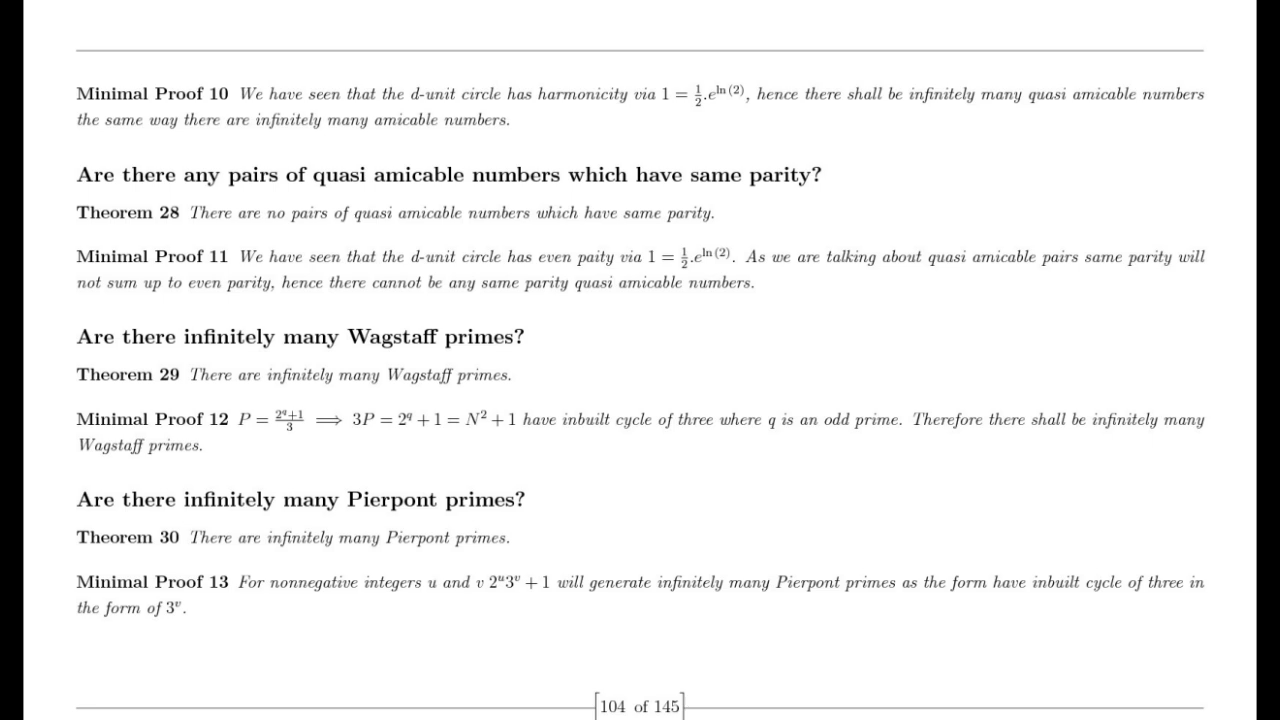 Minimal Proof 10 We have seen that the d-unit circle has harmonicity via 1 = ½.e^ln(2), hence there shall be infinitely many quasi amicable numbers
the same way there are infinitely many amicable numbers.
Are there any pairs of quasi amicable numbers which have same parity?
Theorem 28 There are no pairs of quasi amicable numbers which have same parity.
Minimal Proof 11 We have seen that the d-unit circle has even paity via 1 = ½.e^ln(2). As we are talking about quasi amicable pairs same parity will
not sum up to even parity, hence there cannot be any same parity quasi amicable numbers.
Are there infinitely many Wagstaff primes?
Theorem 29 There are infinitely many Wagstaff primes.
Minimal Proof 12 P = (2^q+1)/3 ⟹ 3P = 2^q + 1 = N² + 1 have inbuilt cycle of three where q is an odd prime. Therefore there shall be infinitely many
Wagstaff primes.
Are there infinitely many Pierpont primes?
Theorem 30 There are infinitely many Pierpont primes.
Minimal Proof 13 For nonnegative integers u and v 2^u3^v + 1 will generate infinitely many Pierpont primes as the form have inbuilt cycle of three in
the form of 3^v.
[104 of 145]